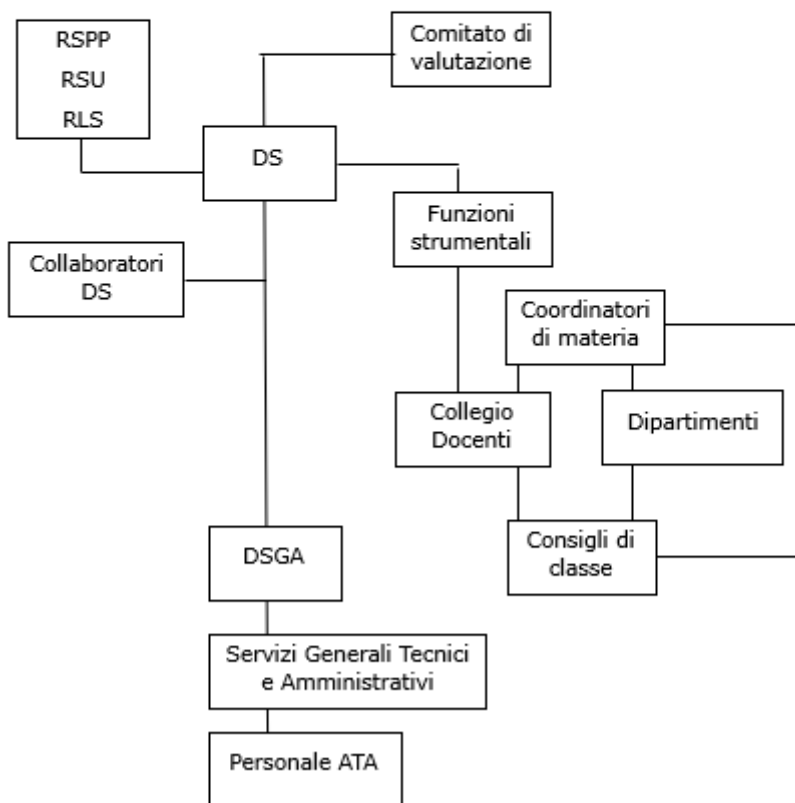 RSPP
RSU
RLS
Comitato di
valutazione
DS
Funzioni
strumentali
Collaboratori
DS
Coordinatori
di materia
Collegio
Docenti
Dipartimenti
Consigli di
classe
DSGA
Servizi Generali Tecnici
e Amministrativi
Personale ATA